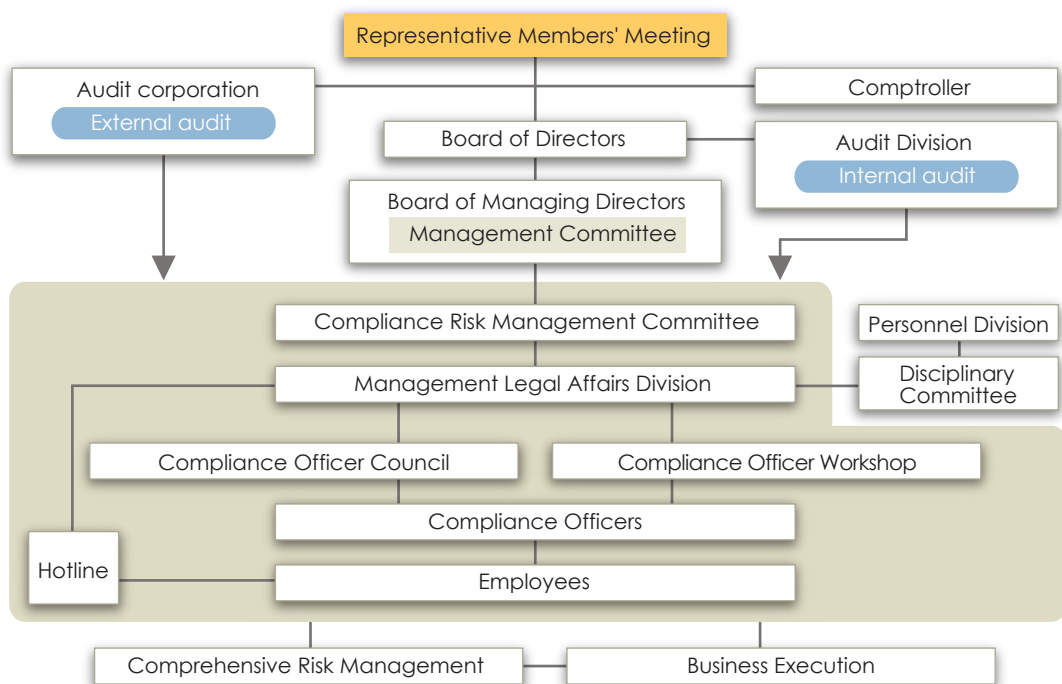 Representative Members' Meeting
Audit corporation
External audit
Comptroller
Board of Directors
Audit Division
Internal audit
Board of Managing Directors
Management Committee
Compliance Risk Management Committee
Personnel Division
Management Legal Affairs Division
Disciplinary
Committee
Compliance Officer Council
Compliance Officer Workshop
Compliance Officers
Hotline
Employees
Comprehensive Risk Management
Business Execution